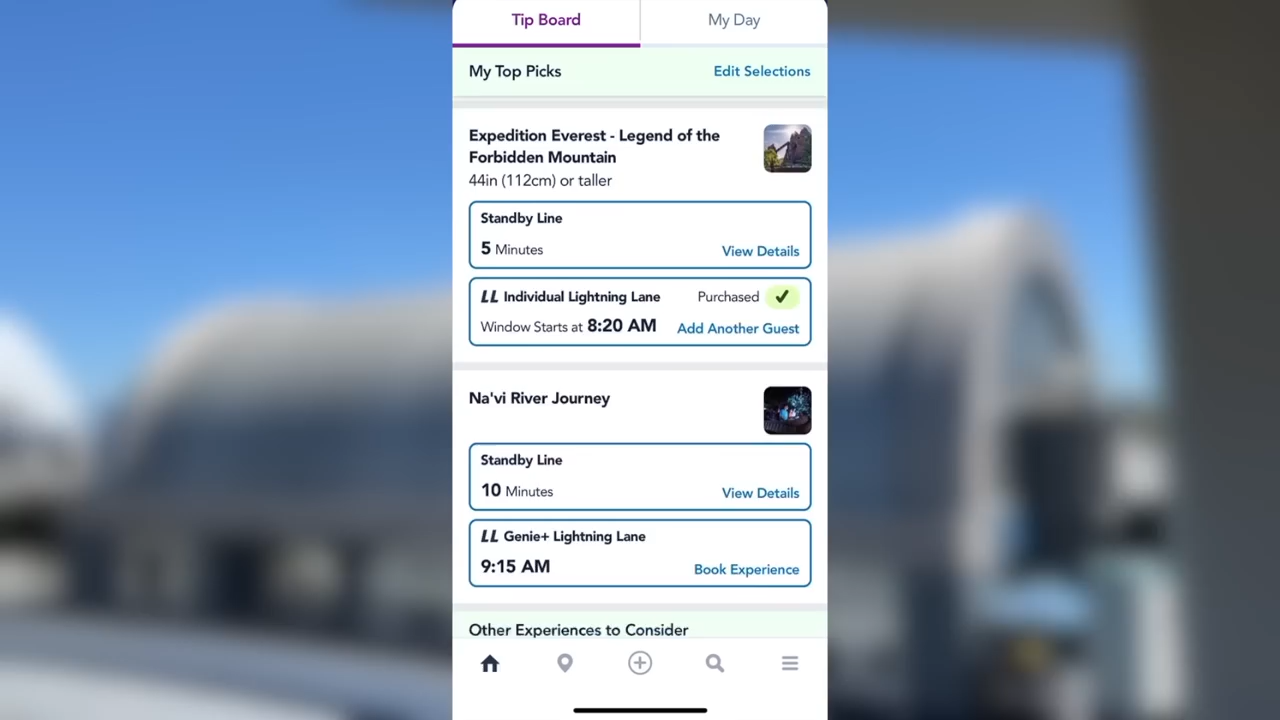 Tip Board
My Day
My Top Picks
Edit Selections
Expedition Everest - Legend of the
Forbidden Mountain
44in (112cm) or taller
Standby Line
5 Minutes
View Details
LL Individual Lightning Lane
Purchased
Window Starts at 8:20 AM
Add Another Guest
Na'vi River Journey
Standby Line
10 Minutes
View Details
LL Genie+ Lightning Lane
9:15 AM
Book Experience
Other Experiences to Consider